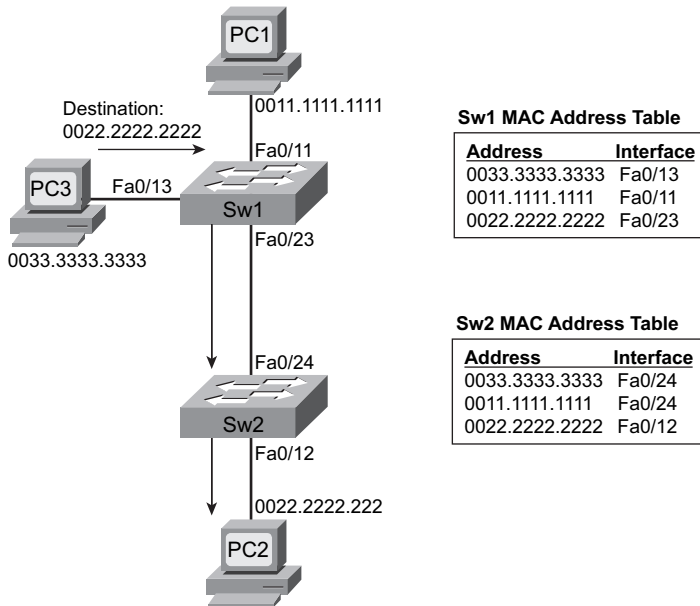 PC1
0011.1111.1111
Destination:
0022.2222.2222
Fa0/11
PC3
Fa0/13
Sw1
0033.3333.3333
Fa0/23
Fa0/24
Sw2
Fa0/12
0022.2222.222
PC2
Sw1 MAC Address Table
Address Interface
0033.3333.3333 Fa0/13
0011.1111.1111 Fa0/11
0022.2222.2222 Fa0/23
Sw2 MAC Address Table
Address Interface
0033.3333.3333 Fa0/24
0011.1111.1111 Fa0/24
0022.2222.2222 Fa0/12